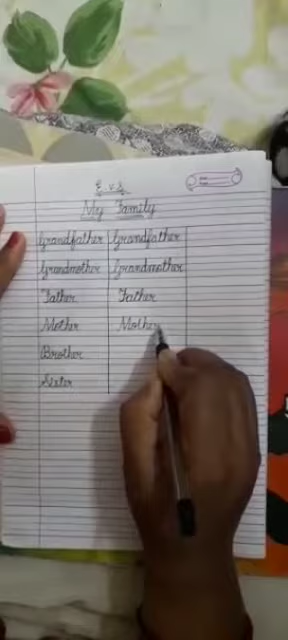 E.V.S.
My Family
Grandfather Grandfather
Grandmother Grandmother
Father Father
Mother Mother
Brother
Sister